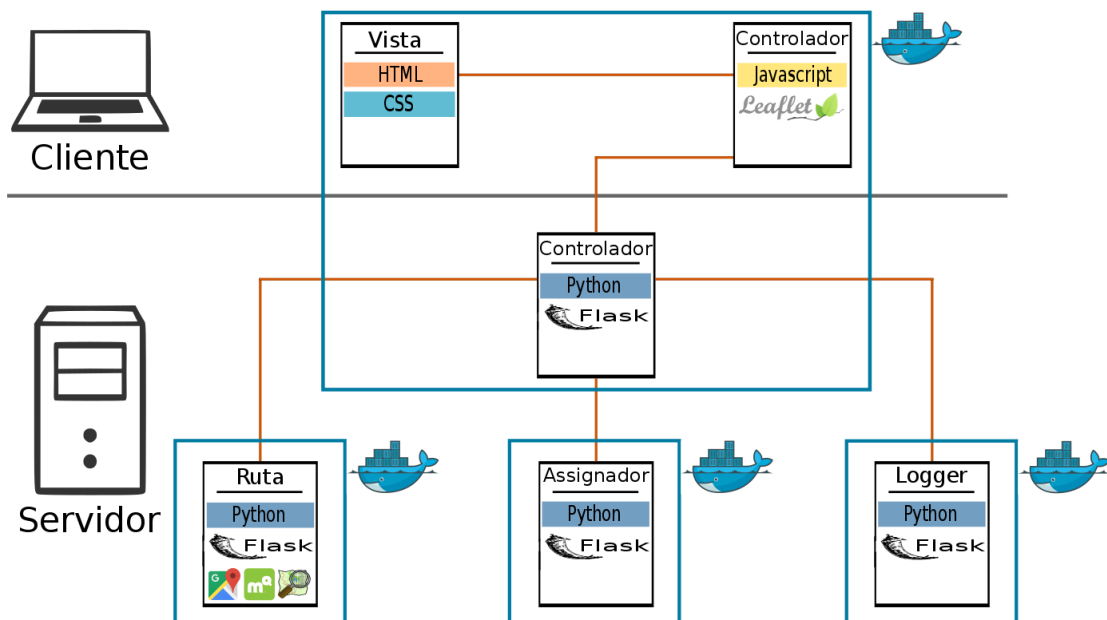 Cliente
Vista
HTML
CSS
Controlador
Javascript
Leaflet
Controlador
Python
Flask
Servidor
Ruta
Python
Flask
G
mq
Assignador
Python
Flask
Logger
Python
Flask